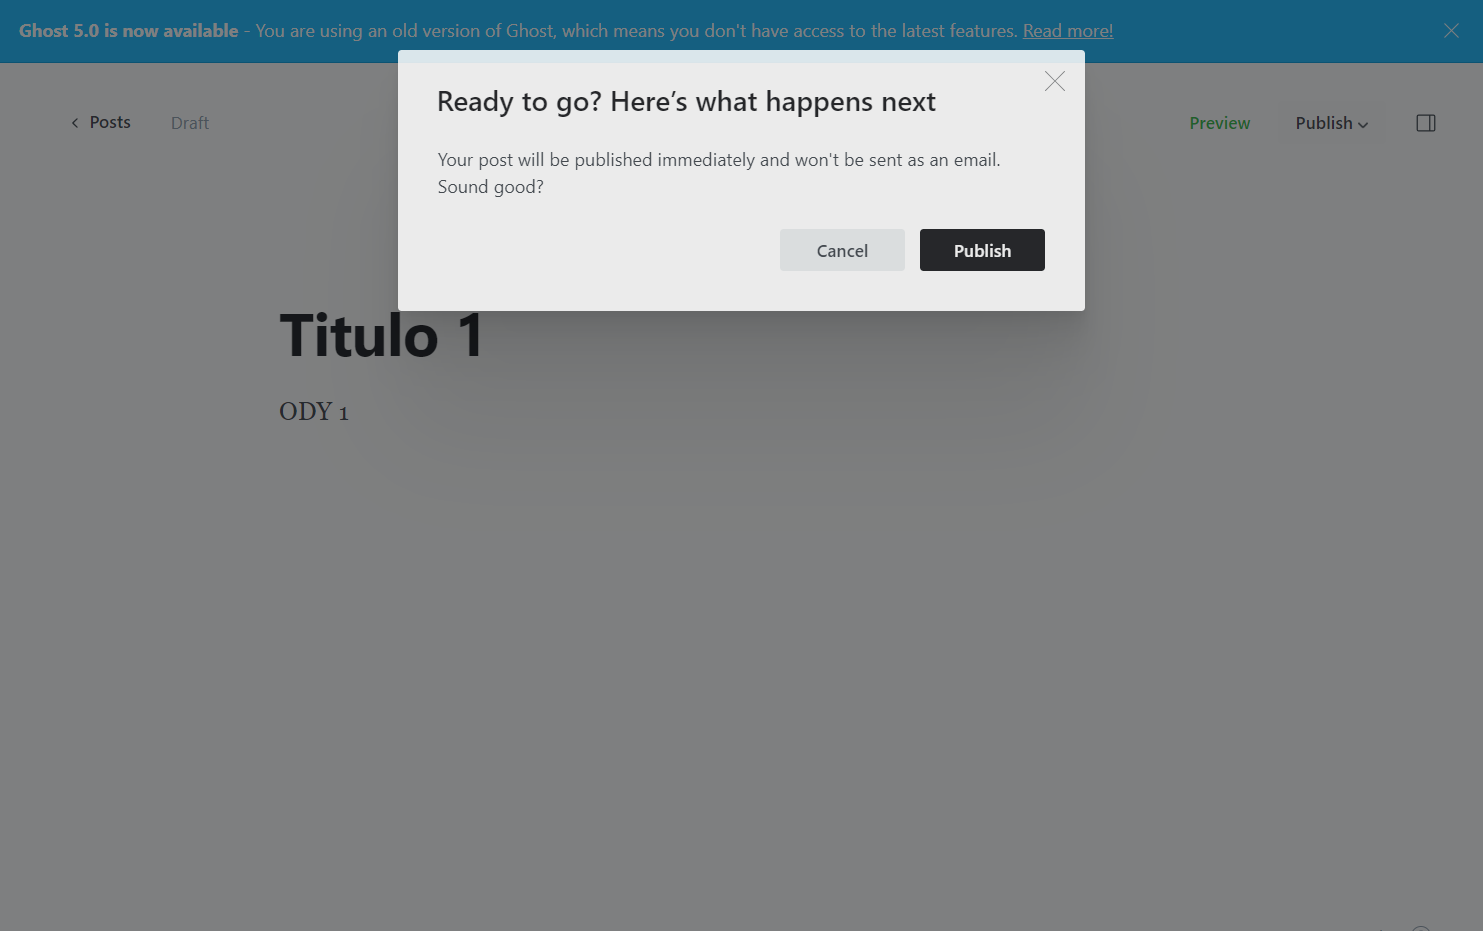 Ghost 5.0 is now available - You are using an old version of Ghost, which means you don't have access to the latest features. Read more!
Ready to go? Here’s what happens next
Posts
Draft
Preview
Publish
Your post will be published immediately and won't be sent as an email.
Sound good?
Cancel
Publish
Titulo 1
ODY 1